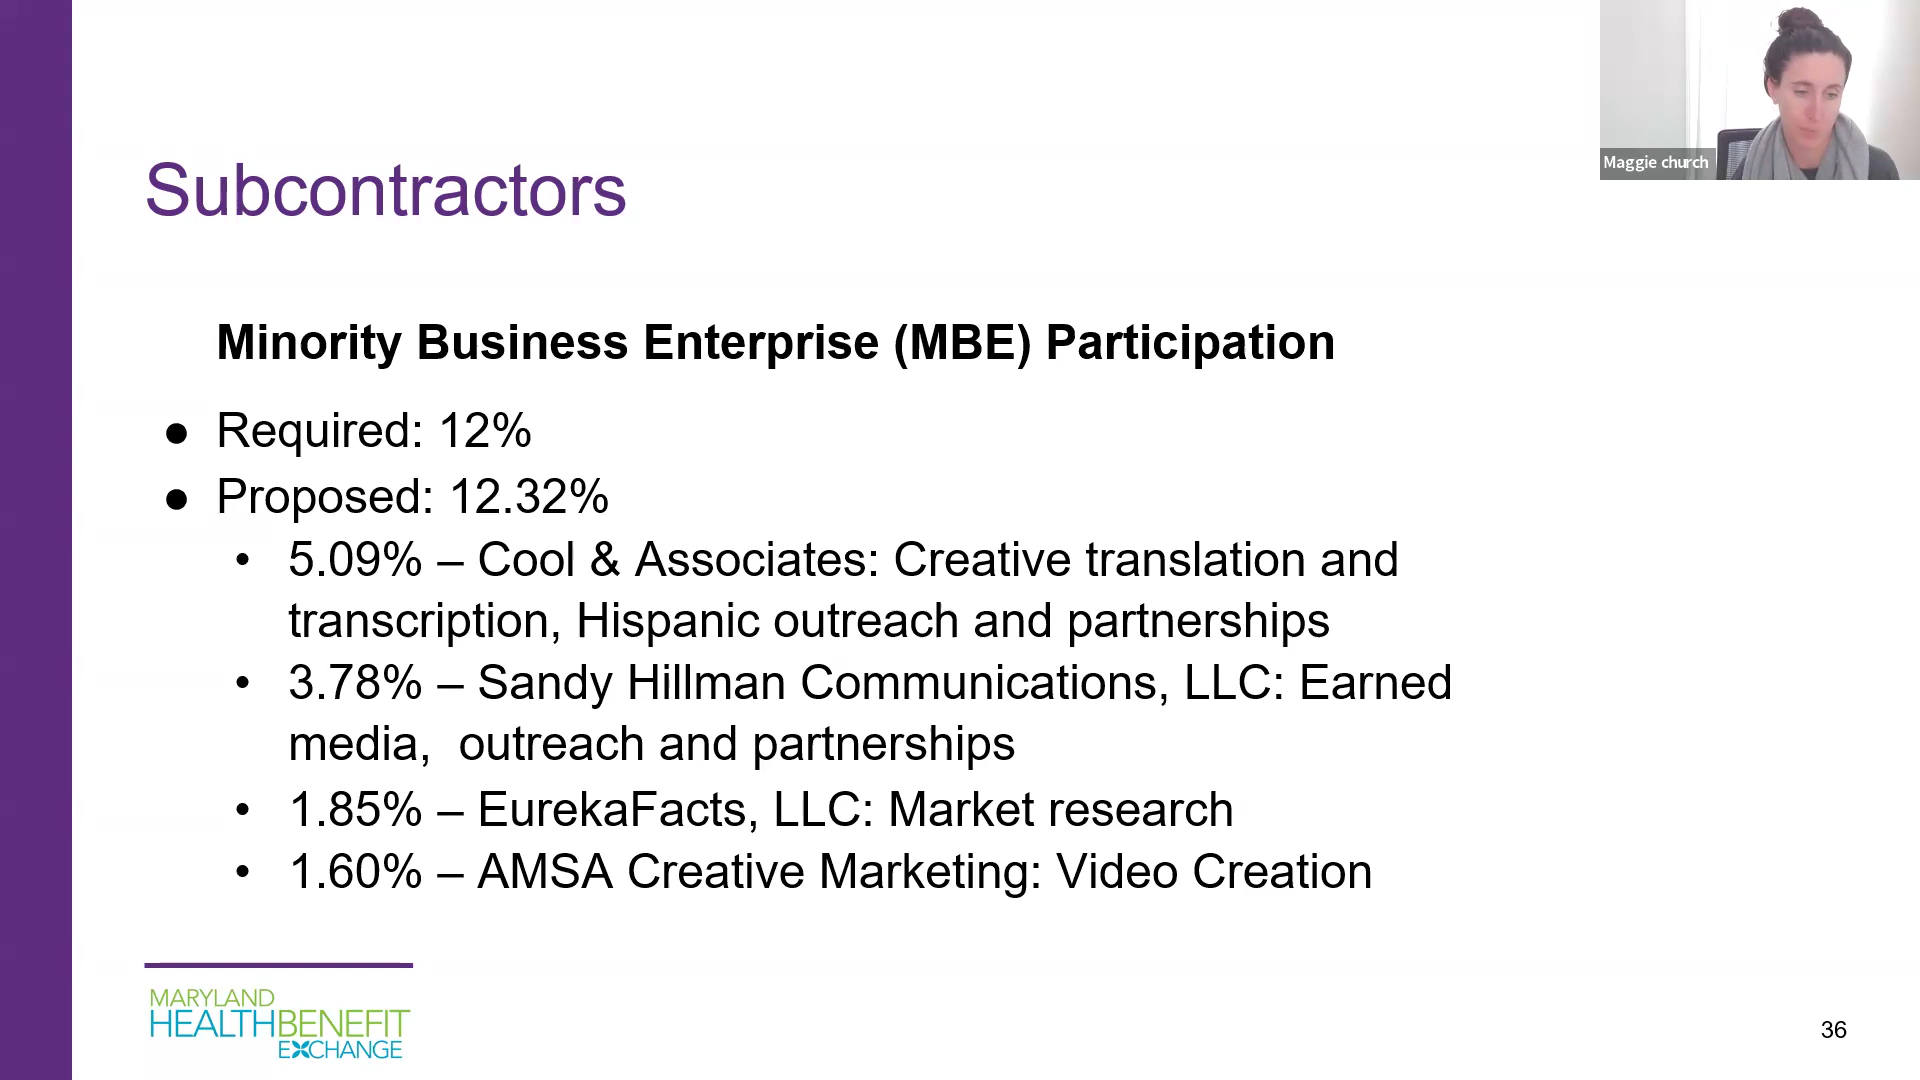 Maggie church
Subcontractors
Minority Business Enterprise (MBE) Participation
● Required: 12%
● Proposed: 12.32%
• 5.09% – Cool & Associates: Creative translation and
transcription, Hispanic outreach and partnerships
• 3.78% – Sandy Hillman Communications, LLC: Earned
media,  outreach and partnerships
• 1.85% – EurekaFacts, LLC: Market research
• 1.60% – AMSA Creative Marketing: Video Creation
MARYLAND
HEALTHBENEFIT
EXCHANGE
36